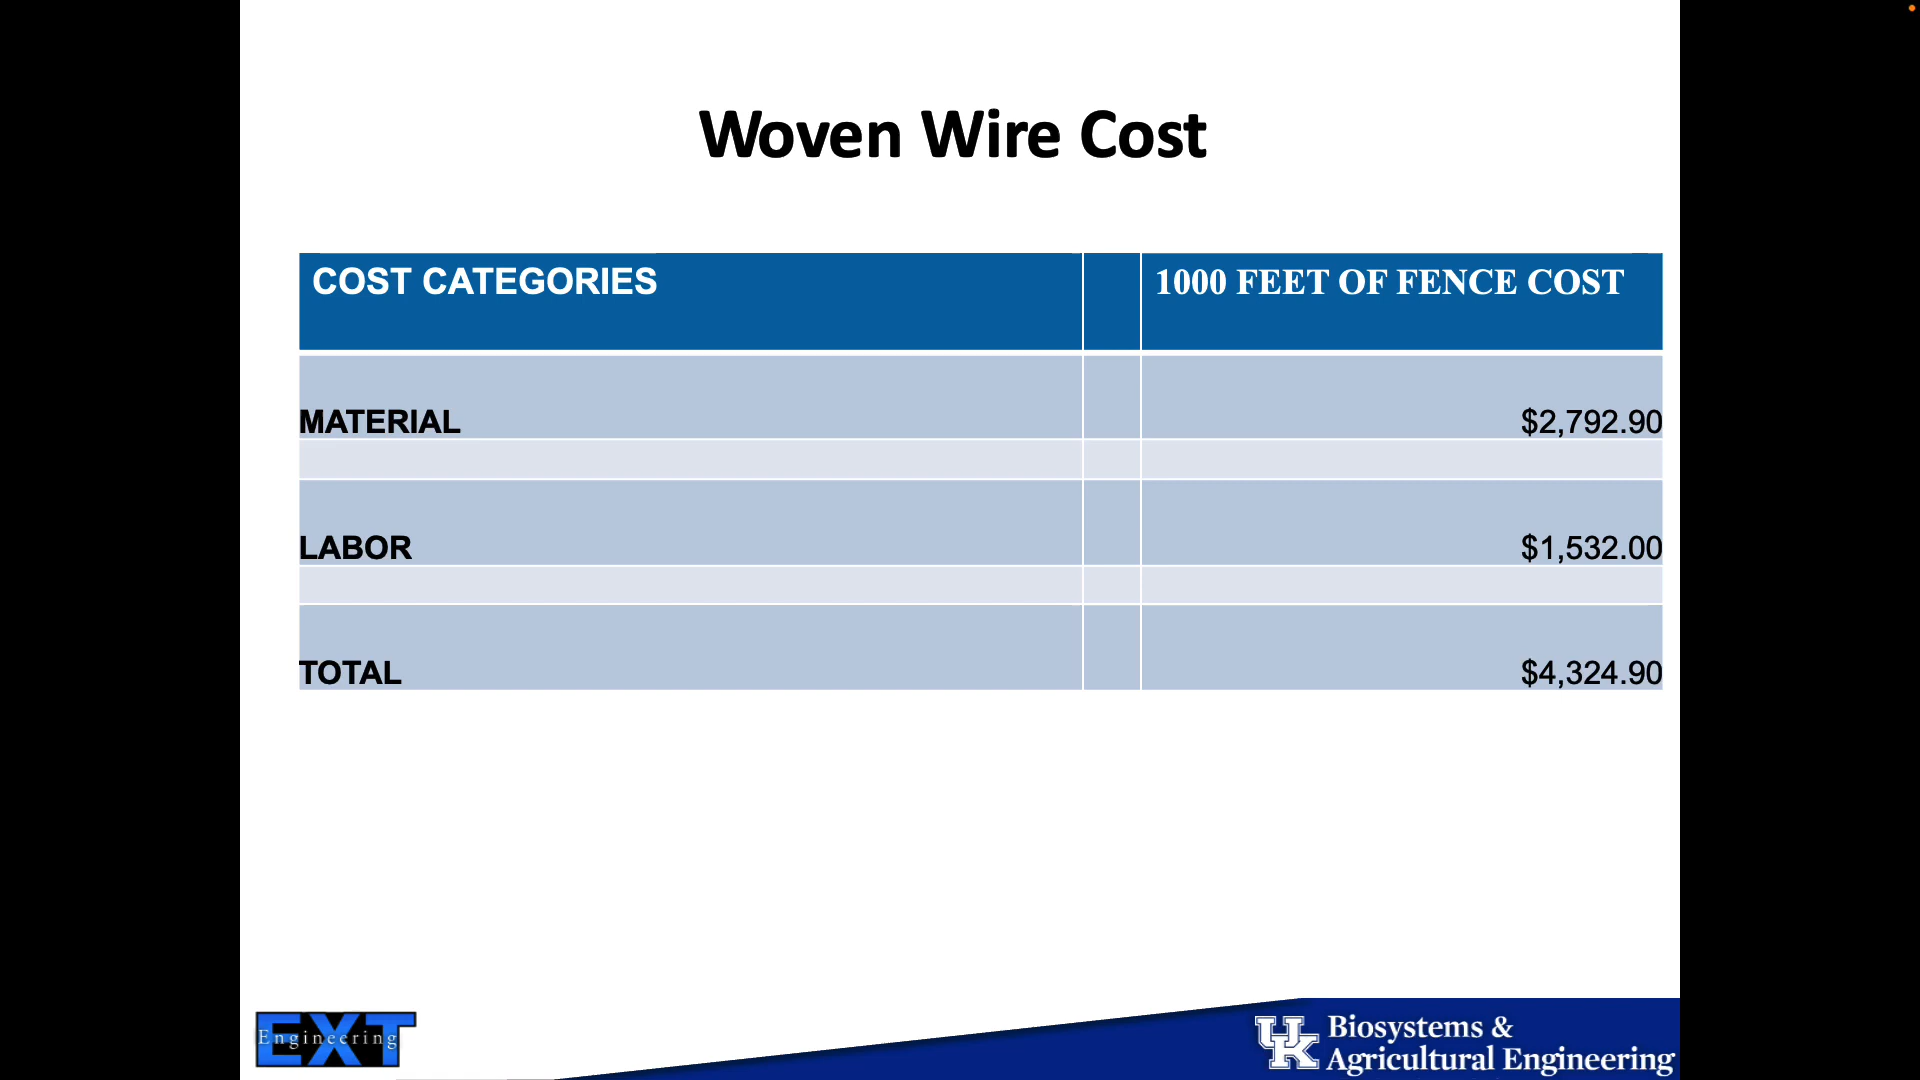 Woven Wire Cost
COST CATEGORIES 1000 FEET OF FENCE COST
MATERIAL $2,792.90
LABOR $1,532.00
TOTAL $4,324.90
EXT
Engineering
UK Biosystems &
Agricultural Engineering